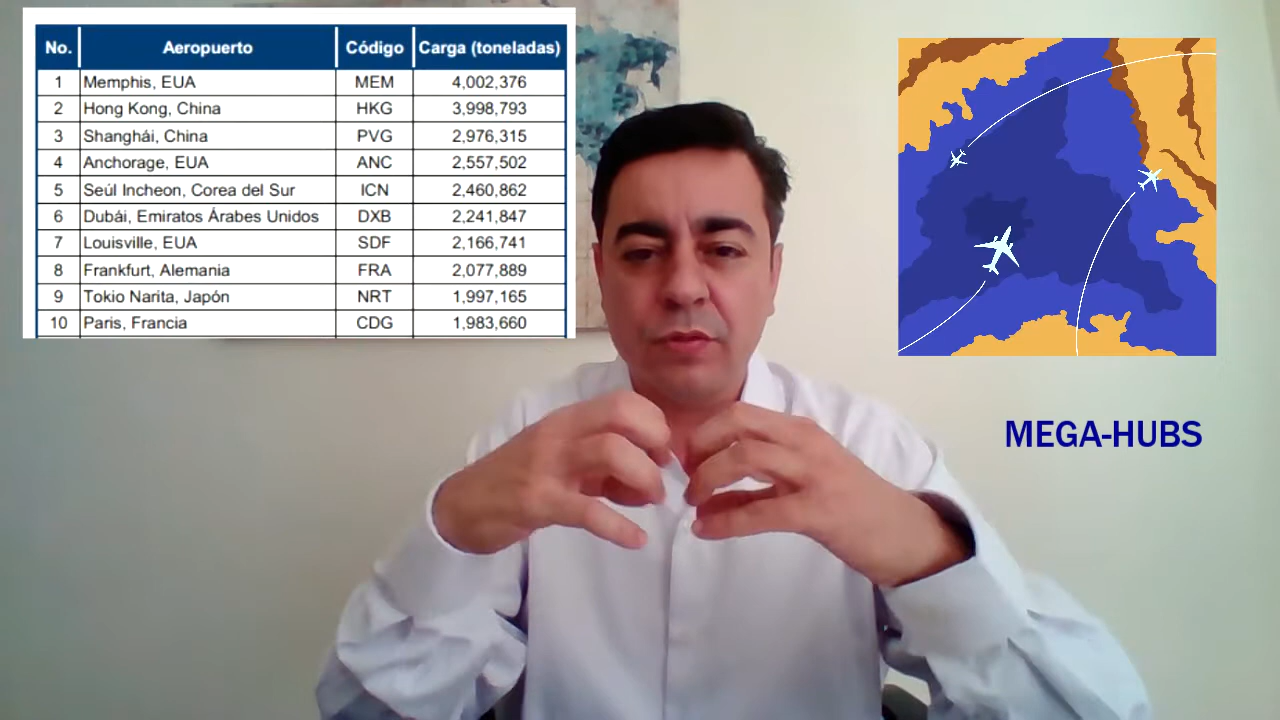 No. Aeropuerto Código Carga (toneladas)
1 Memphis, EUA MEM 4,002,376
2 Hong Kong, China HKG 3,998,793
3 Shanghái, China PVG 2,976,315
4 Anchorage, EUA ANC 2,557,502
5 Seúl Incheon, Corea del Sur ICN 2,460,862
6 Dubái, Emiratos Árabes Unidos DXB 2,241,847
7 Louisville, EUA SDF 2,166,741
8 Frankfurt, Alemania FRA 2,077,889
9 Tokio Narita, Japón NRT 1,997,165
10 Paris, Francia CDG 1,983,660
MEGA-HUBS